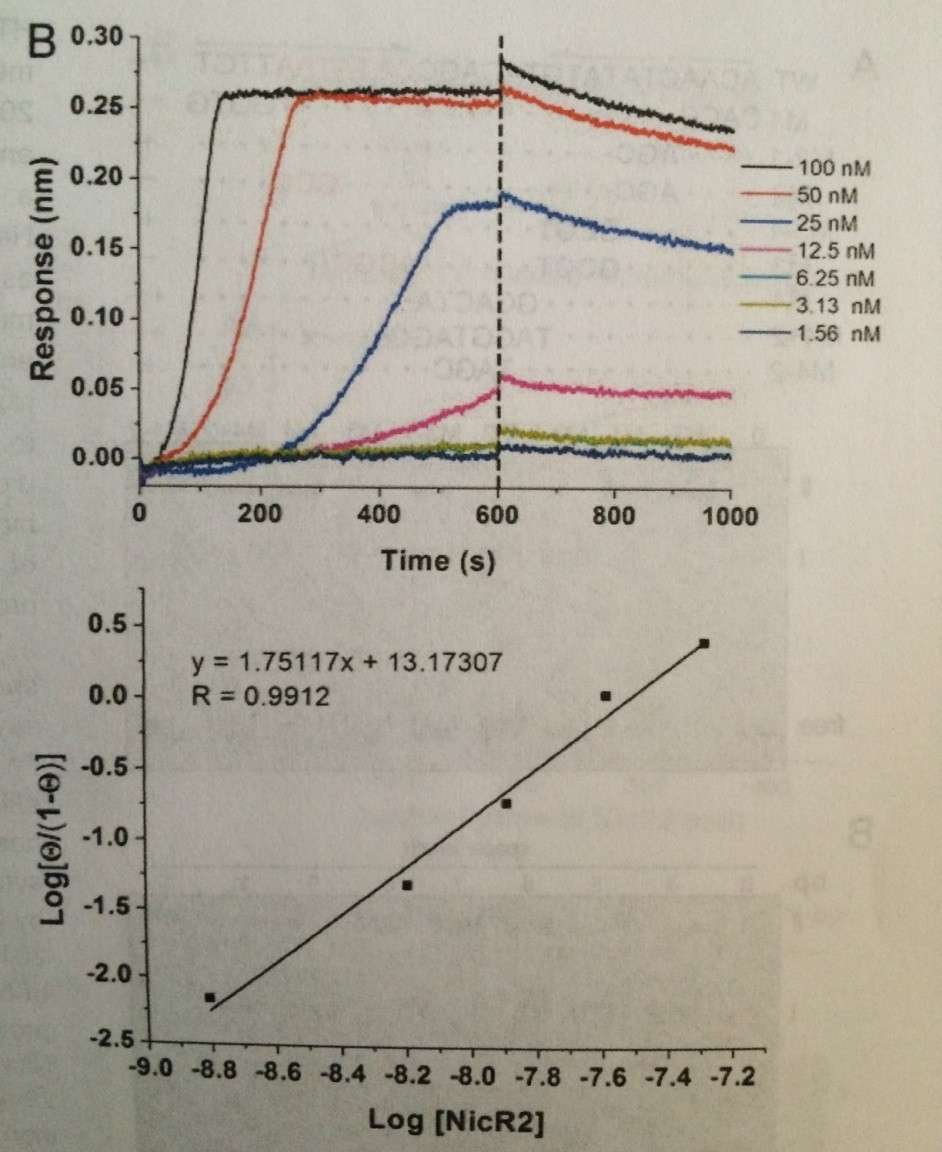 B
0.30
0.25
0.20
0.15
0.10
0.05
0.00
Response (nm)
100 nM
50 nM
25 nM
12.5 nM
6.25 nM
3.13 nM
1.56 nM
0 200 400 600 800 1000
Time (s)
0.5
0.0
-0.5
-1.0
-1.5
-2.0
-2.5
Log[Θ/(1-Θ)]
y = 1.75117x + 13.17307
R = 0.9912
-9.0 -8.8 -8.6 -8.4 -8.2 -8.0 -7.8 -7.6 -7.4 -7.2
Log [NicR2]